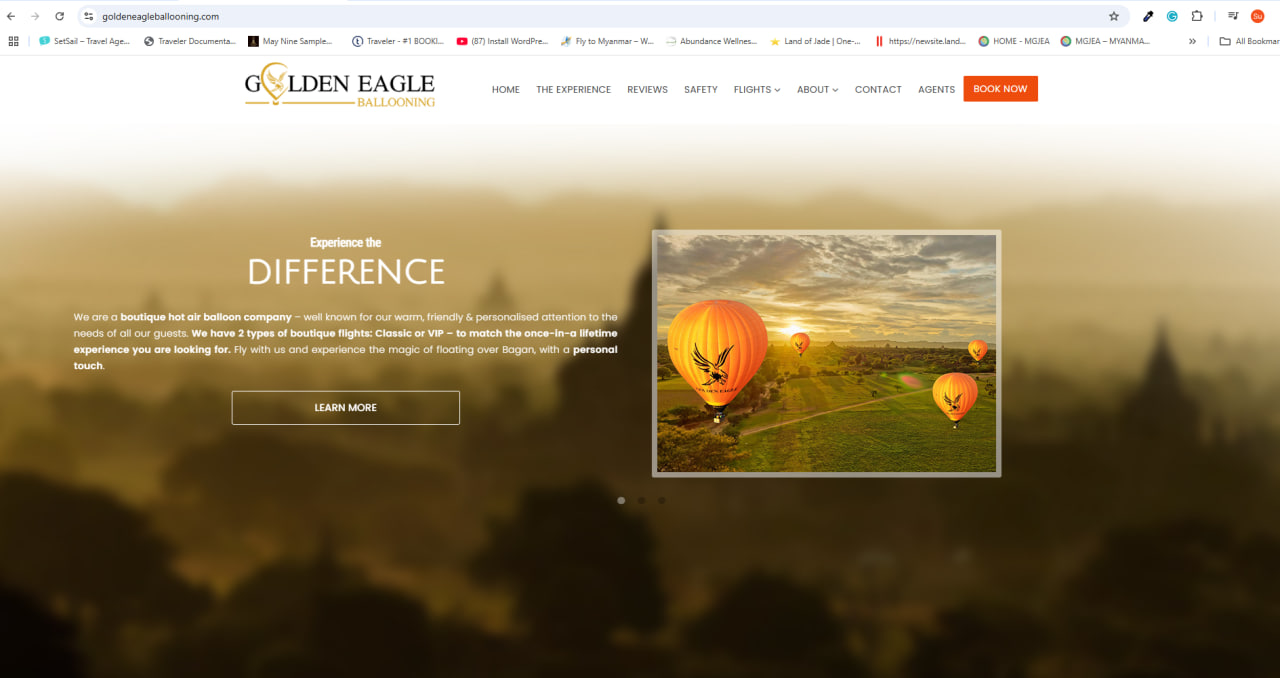 goldeneagleballooning.com
Su
SetSail – Travel Age...
Traveler Documenta...
May Nine Sample...
Traveler - #1 BOOKI...
(87) Install WordPre...
Fly to Myanmar – W...
Abundance Wellnes...
Land of Jade | One-...
https://newsite.land...
HOME - MGJEA
MGJEA – MYANMA...
All Bookmar
GOLDEN EAGLE
BALLOONING
HOME
THE EXPERIENCE
REVIEWS
SAFETY
FLIGHTS
ABOUT
CONTACT
AGENTS
BOOK NOW
Experience the
DIFFERENCE
We are a boutique hot air balloon company – well known for our warm, friendly & personalised attention to the
needs of all our guests. We have 2 types of boutique flights: Classic or VIP – to match the once-in-a lifetime
experience you are looking for. Fly with us and experience the magic of floating over Bagan, with a personal
touch.
LEARN MORE